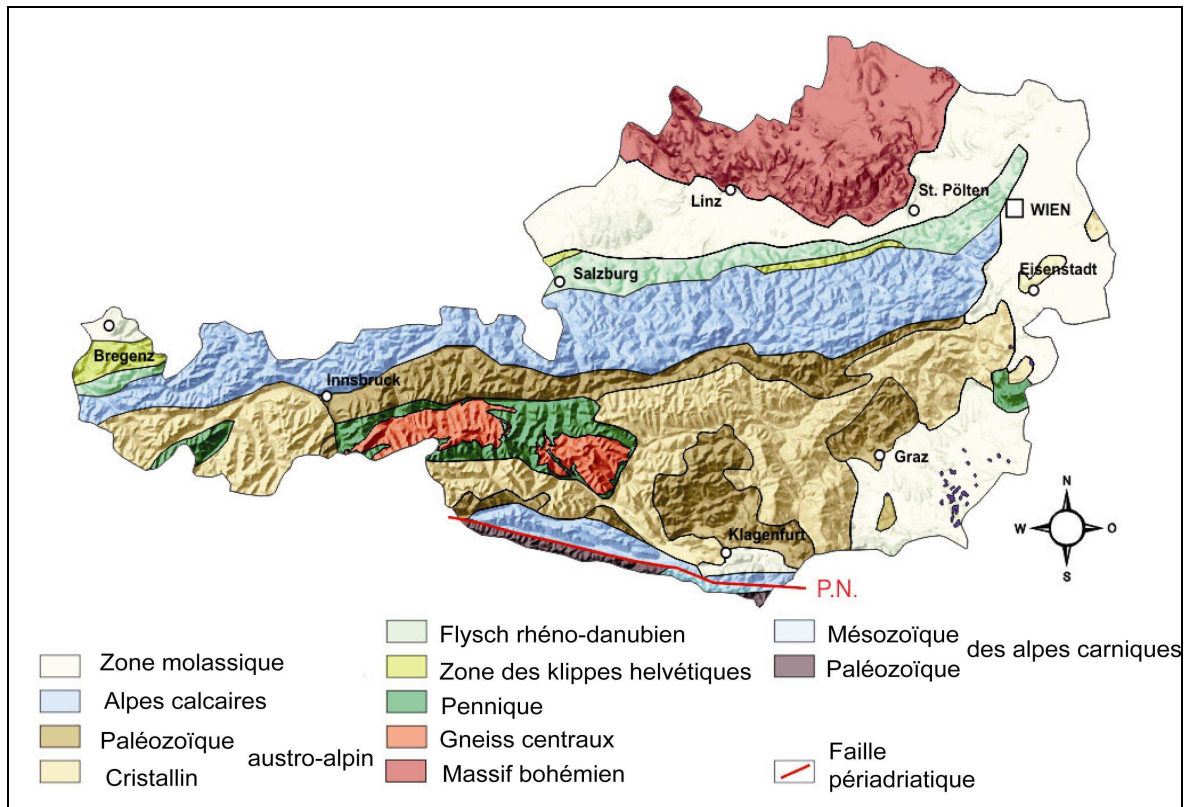 Linz
St. Pölten
WIEN
Salzburg
Eisenstadt
Bregenz
Innsbruck
Graz
N
W O
S
Klagenfurt
P.N.
Zone molassique
Alpes calcaires
Paléozoïque
austro-alpin
Cristallin
Flysch rhéno-danubien
Zone des klippes helvétiques
Pennique
Gneiss centraux
Massif bohémien
Mésozoïque
des alpes carniques
Paléozoïque
Faille
périadriatique